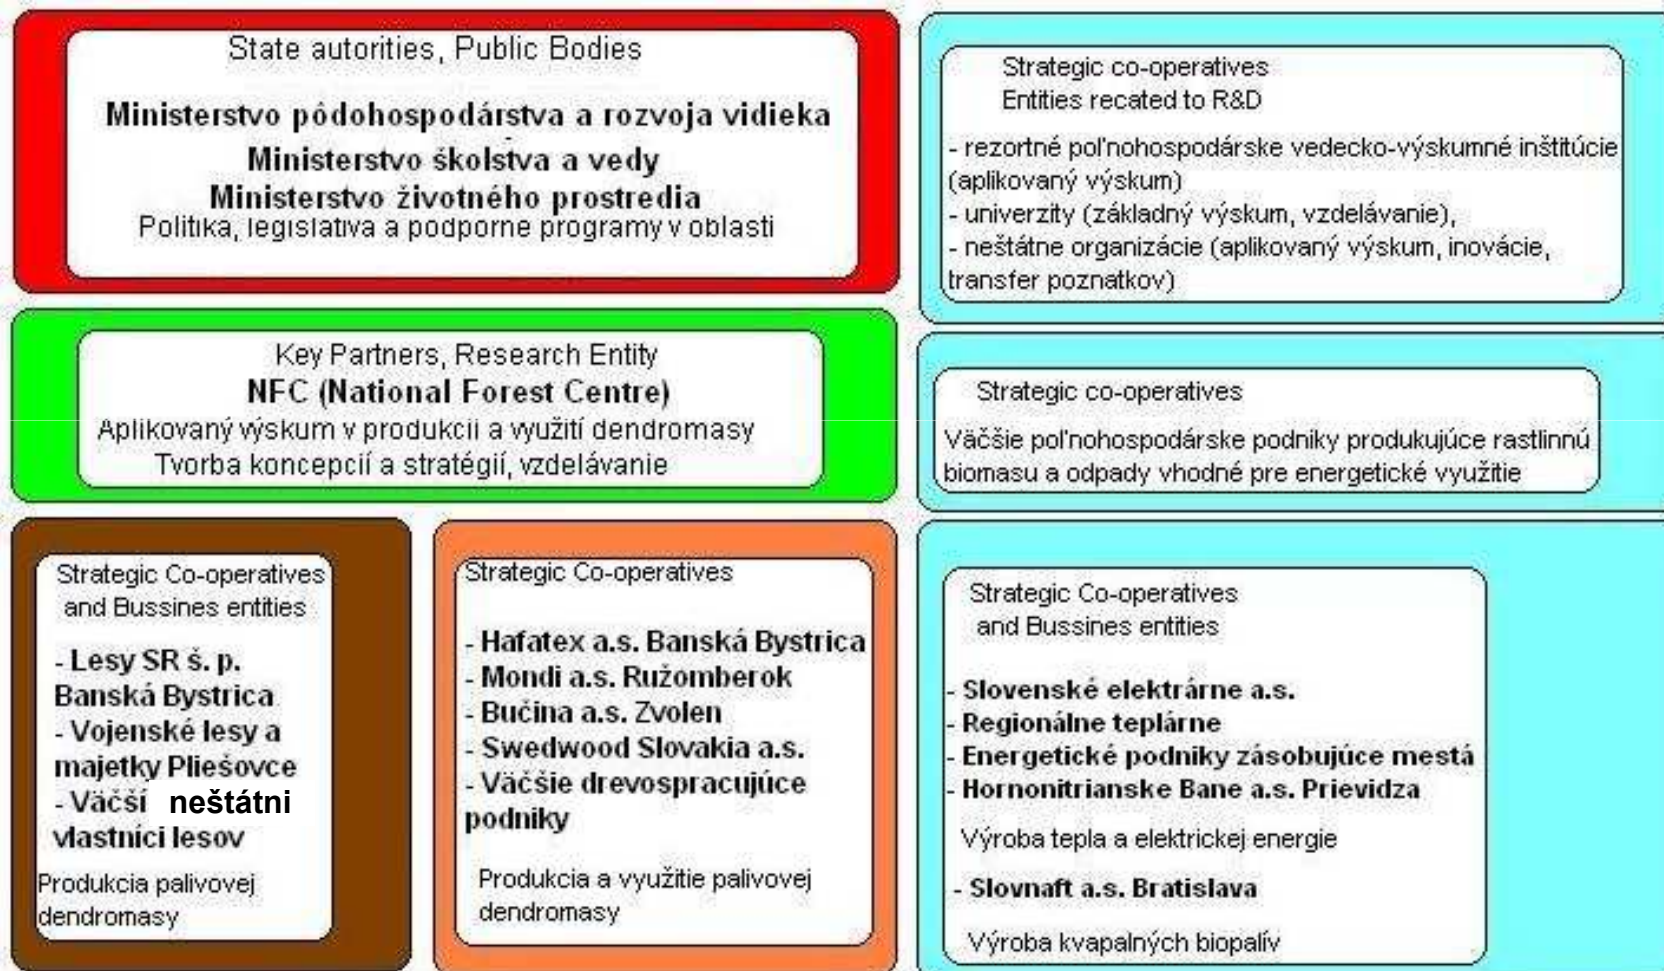 State autorities, Public Bodies
Ministerstvo pódohospodárstva a rozvoja vidieka
Ministerstvo školstva a vedy
Ministerstvo životného prostredia
Politika, legislativa a podporne programy v oblasti
Key Partners, Research Entity
NFC (National Forest Centre)
Aplikovaný výskum v produkcii a využití dendromasy
Tvorba koncepcií a stratégií, vzdelávanie
Strategic Co-operatives
and Bussines entities
- Lesy SR š. p.
Banská Bystrica
- Vojenské lesy a
majetky Pliešovce
- Väčší neštátni
vlastníci lesov
Produkcia palivovej
dendromasy
Strategic Co-operatives
- Hafatex a.s. Banská Bystrica
- Mondi a.s. Ružomberok
- Bučina a.s. Zvolen
- Swedwood Slovakia a.s.
- Väčšie drevospracujúce
podniky
Produkcia a využitie palivovej
dendromasy
Strategic co-operatives
Entities recated to R&D
- rezortné poľnohospodárske vedecko-výskumné inštitúcie
(aplikovaný výskum)
- univerzity (základný výskum, vzdelávanie),
- neštátne organizácie (aplikovaný výskum, inovácie,
transfer poznatkov)
Strategic co-operatives
Väčšie poľnohospodárske podniky produkujúce rastlinnú
biomasu a odpady vhodné pre energetické využitie
Strategic Co-operatives
and Bussines entities
- Slovenské elektrárne a.s.
- Regionálne teplárne
- Energetické podniky zásobujúce mestá
- Hornonitrianske Bane a.s. Prievidza
Výroba tepla a elektrickej energie
- Slovnaft a.s. Bratislava
Výroba kvapalných biopalív